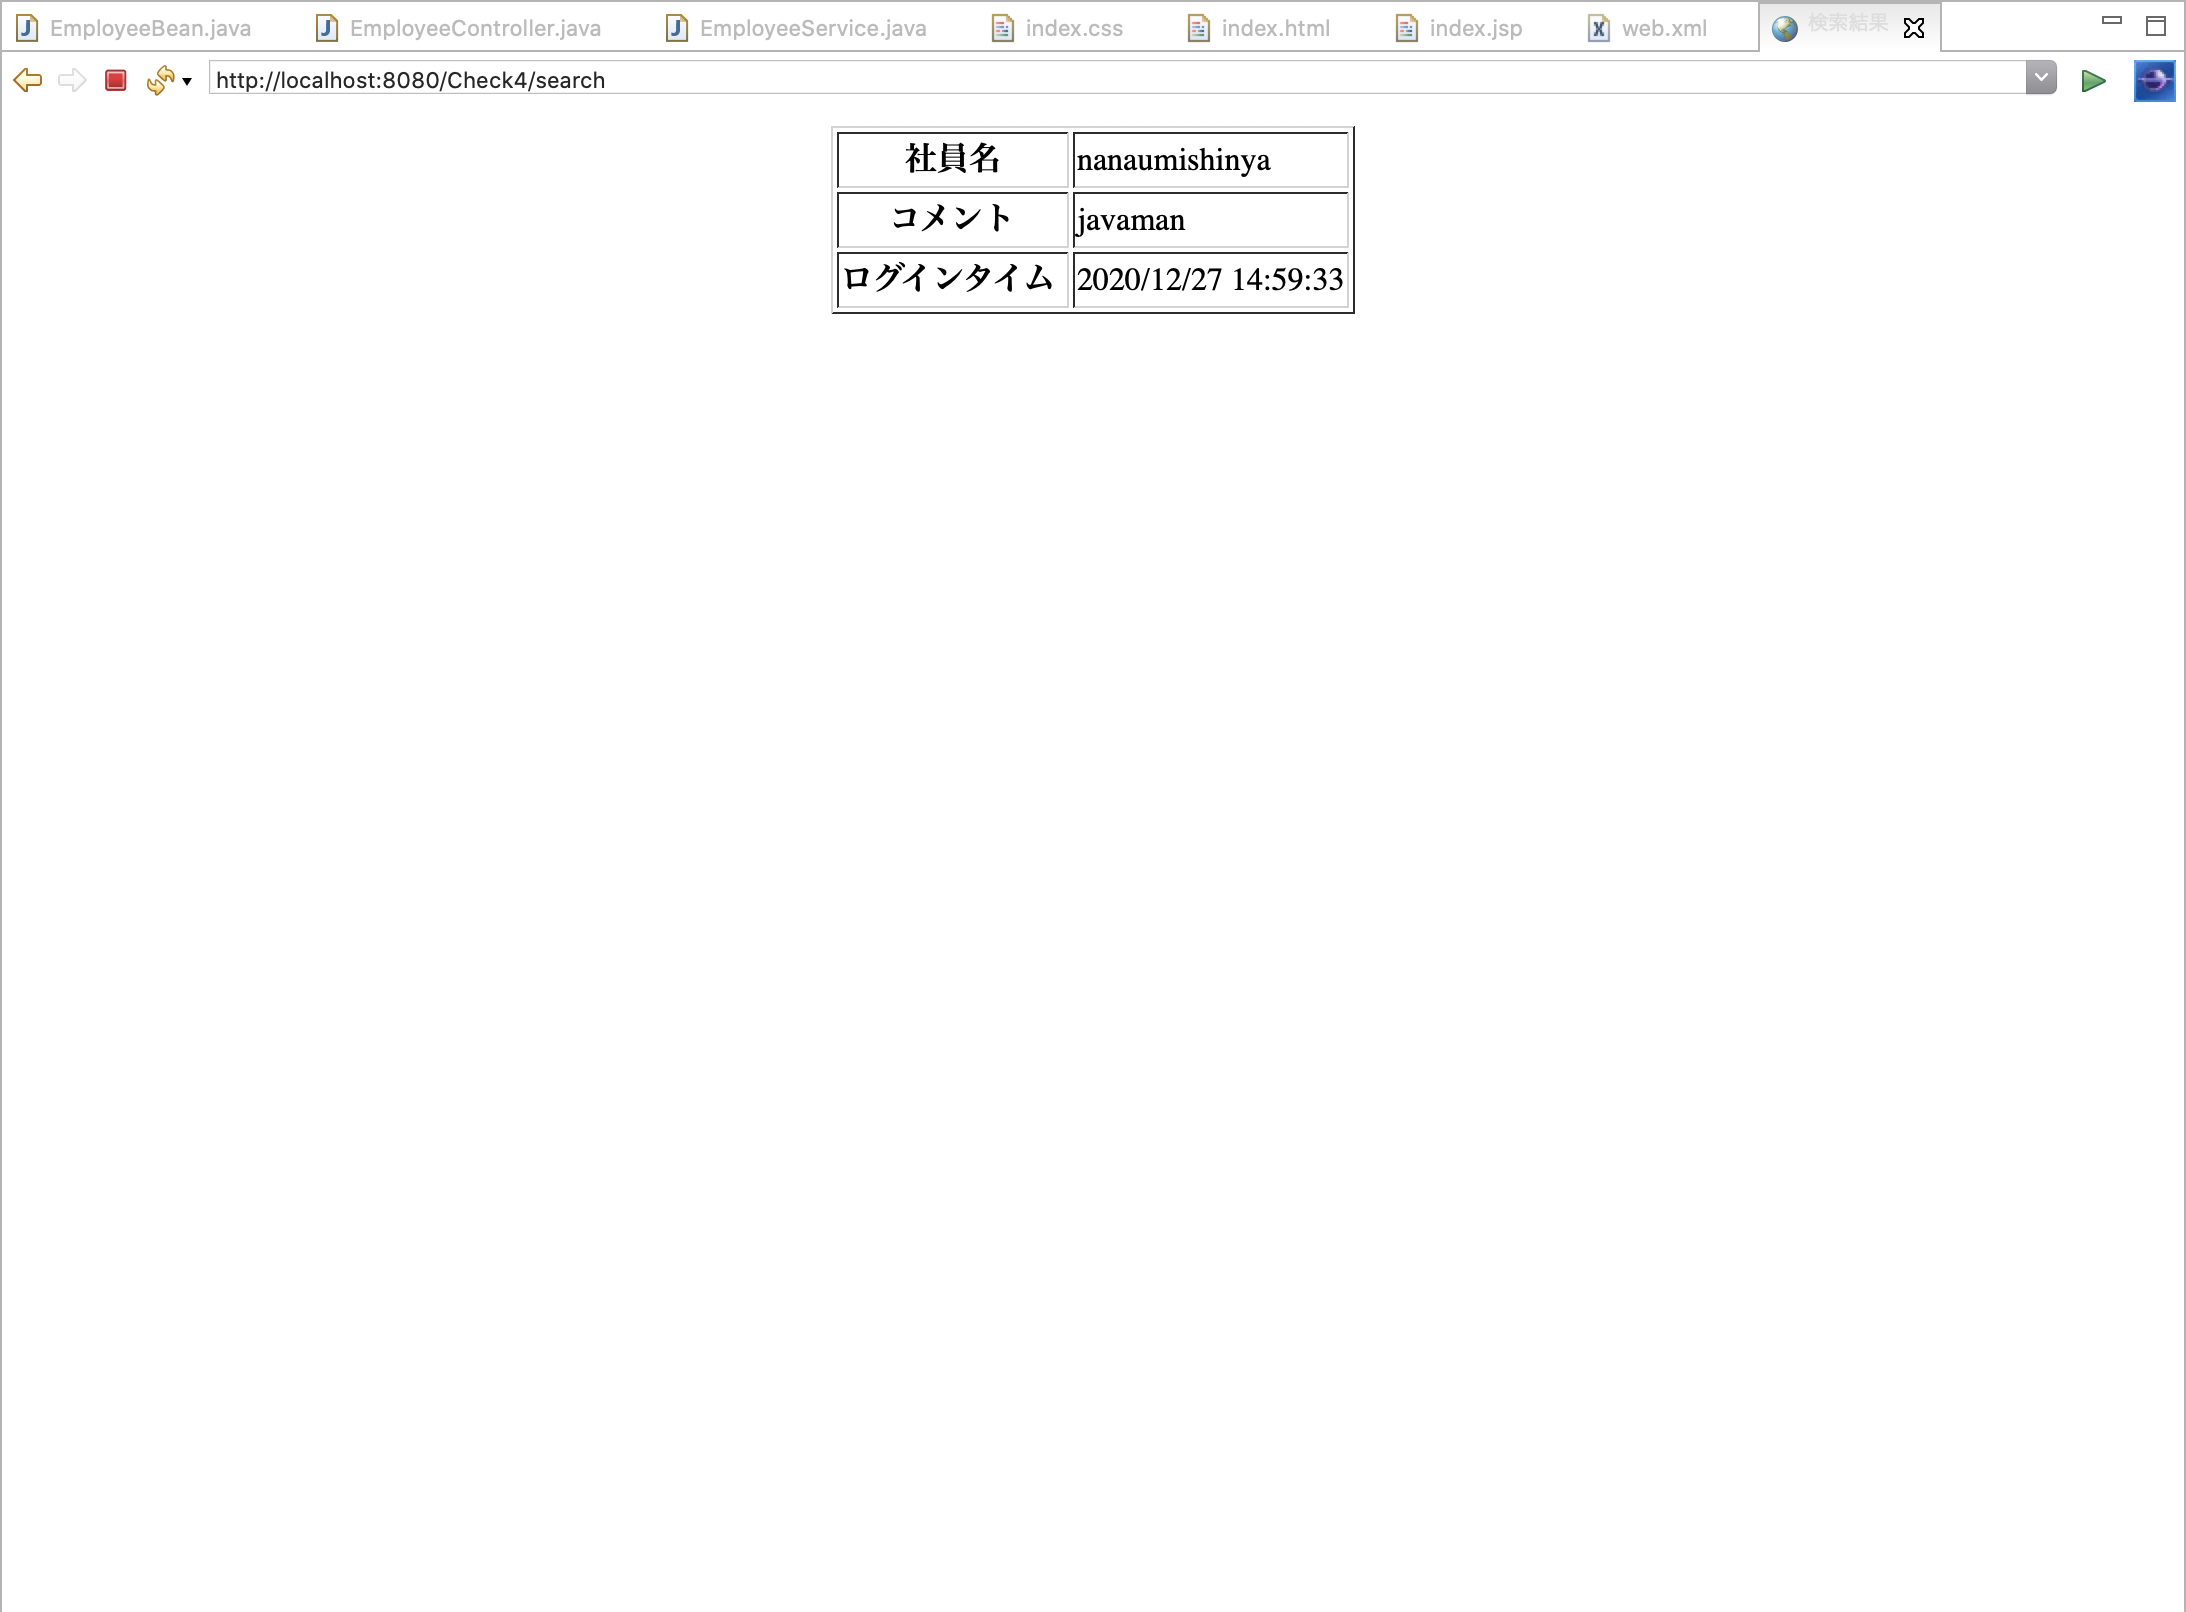 EmployeeBean.java EmployeeController.java EmployeeService.java index.css index.html index.jsp web.xml 検索結果
http://localhost:8080/Check4/search
社員名 nanaumishinya
コメント javaman
ログインタイム 2020/12/27 14:59:33